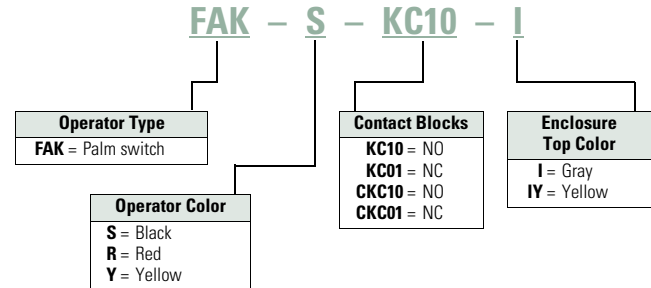 FAK – S – KC10 – I
Operator Type
FAK = Palm switch
Operator Color
S = Black
R = Red
Y = Yellow
Contact Blocks
KC10 = NO
KC01 = NC
CKC10 = NO
CKC01 = NC
Enclosure
Top Color
I = Gray
IY = Yellow